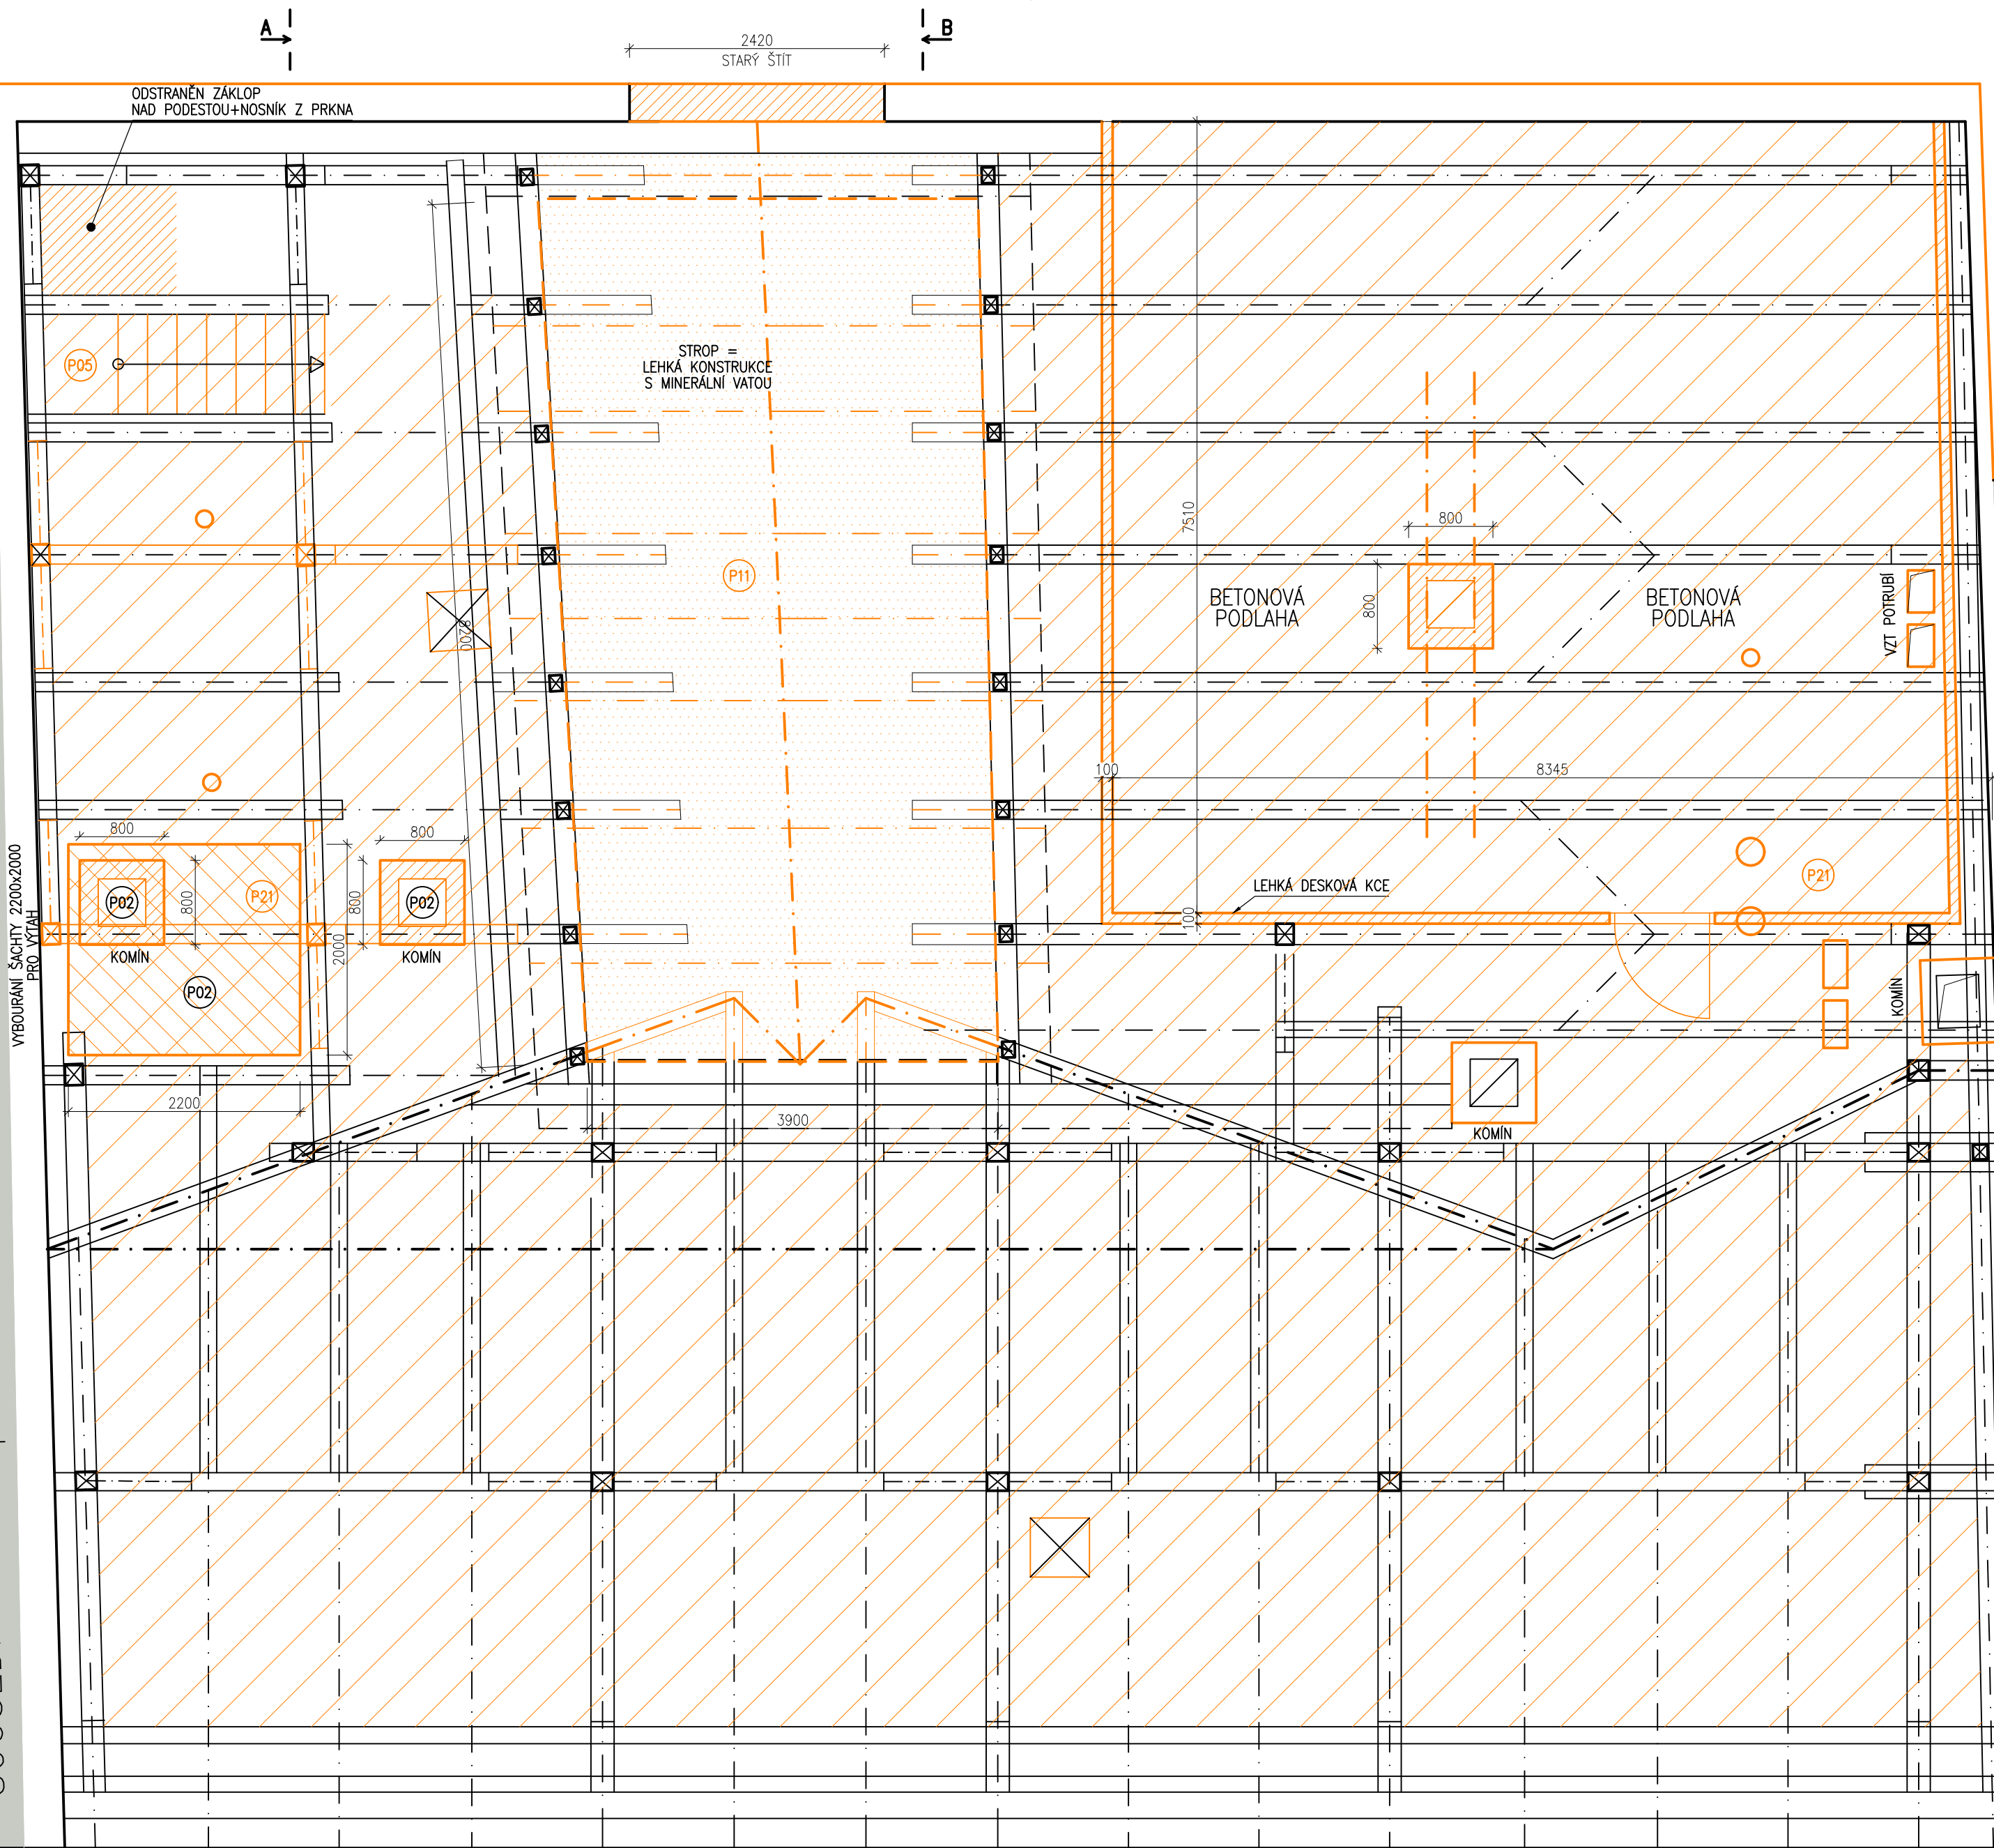 A
B
2420
STARÝ ŠTÍT
ODSTRANĚN ZÁKLOP
NAD PODESTOU+NOSNÍK Z PRKNA
STROP =
LEHKÁ KONSTRUKCE
S MINERÁLNÍ VATOU
P05
P11
7510
800
800
BETONOVÁ
PODLAHA
BETONOVÁ
PODLAHA
VZT POTRUBÍ
8200
100
8345
800
800
P02
P21
800
800
P02
KOMÍN
KOMÍN
2000
P02
VYBOURÁNÍ ŠACHTY 2200x2000
PRO VÝTAH
P21
LEHKÁ DESKOVÁ KCE
100
KOMÍN
2200
3900
KOMÍN